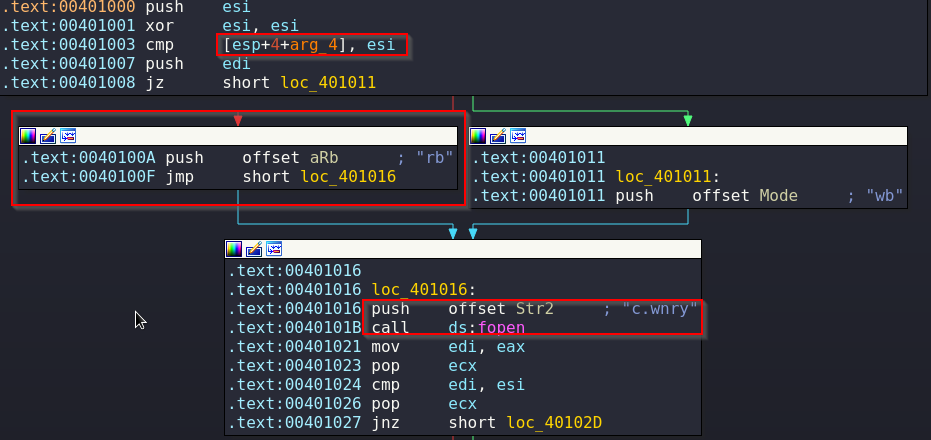 .text:00401000 push    esi
.text:00401001 xor     esi, esi
.text:00401003 cmp     [esp+4+arg_4], esi
.text:00401007 push    edi
.text:00401008 jz      short loc_401011
.text:0040100A push    offset aRb      ; "rb"
.text:0040100F jmp     short loc_401016
.text:00401011
.text:00401011 loc_401011:
.text:00401011 push    offset Mode     ; "wb"
.text:00401016
.text:00401016 loc_401016:
.text:00401016 push    offset Str2     ; "c.wnry"
.text:0040101B call    ds:fopen
.text:00401021 mov     edi, eax
.text:00401023 pop     ecx
.text:00401024 cmp     edi, esi
.text:00401026 pop     ecx
.text:00401027 jnz     short loc_40102D